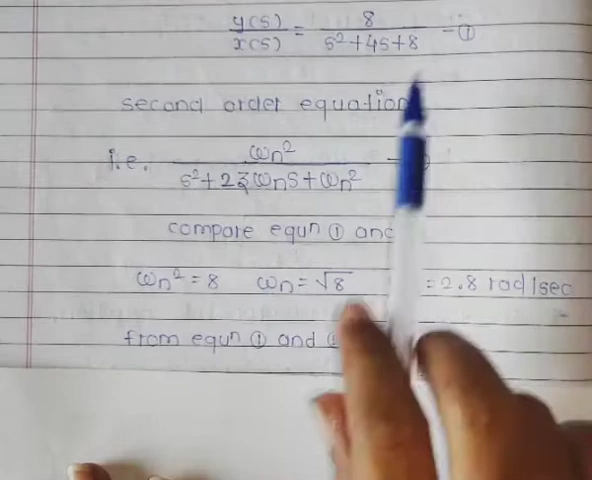 y(s)/x(s) = 8/s²+4s+8 —①
second order equation
i.e. ωn²/s²+2ξωns+ωn²
compare equn ① and
ωn² = 8 ωn = √8 = 2.8 rad/sec
from equn ① and